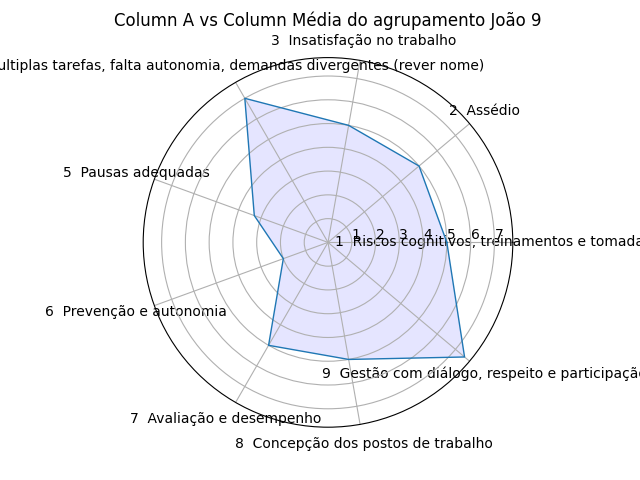 Column A vs Column Média do agrupamento João 9
3  Insatisfação no trabalho
ultiplas tarefas, falta autonomia, demandas divergentes (rever nome)
2  Assédio
5  Pausas adequadas
1 2 3 4 5 6 7
1  Riscos cognitivos, treinamentos e tomada
6  Prevenção e autonomia
9  Gestão com diálogo, respeito e participação
7  Avaliação e desempenho
8  Concepção dos postos de trabalho